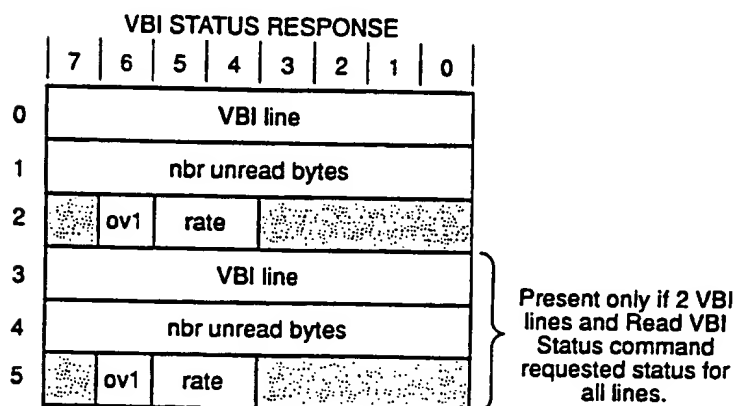 VBI STATUS RESPONSE
7 6 5 4 3 2 1 0
0 VBI line
1 nbr unread bytes
2 ov1 rate
3 VBI line
4 nbr unread bytes
5 ov1 rate
Present only if 2 VBI
lines and Read VBI
Status command
requested status for
all lines.